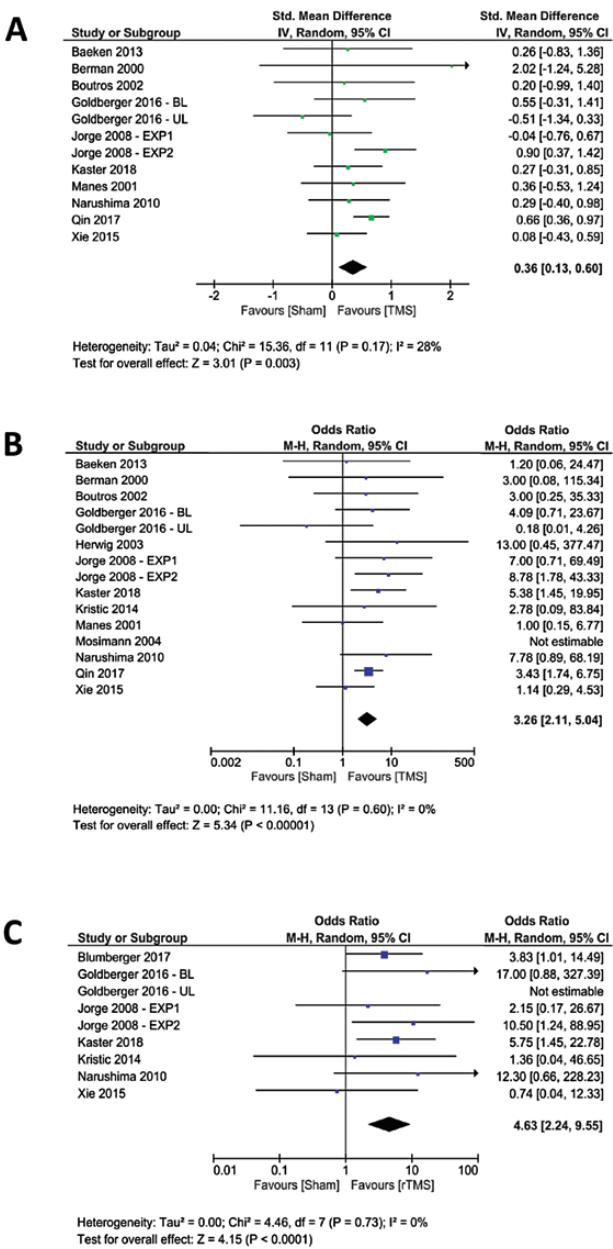 A
Std. Mean Difference Std. Mean Difference
Study or Subgroup IV, Random, 95% CI IV, Random, 95% CI
Baeken 2013 0.26 [-0.83, 1.36]
Berman 2000 2.02 [-1.24, 5.28]
Boutros 2002 0.20 [-0.99, 1.40]
Goldberger 2016 - BL 0.55 [-0.31, 1.41]
Goldberger 2016 - UL -0.51 [-1.34, 0.33]
Jorge 2008 - EXP1 -0.04 [-0.76, 0.67]
Jorge 2008 - EXP2 0.90 [0.37, 1.42]
Kaster 2018 0.27 [-0.31, 0.85]
Manes 2001 0.36 [-0.53, 1.24]
Narushima 2010 0.29 [-0.40, 0.98]
Qin 2017 0.66 [0.36, 0.97]
Xie 2015 0.08 [-0.43, 0.59]
0.36 [0.13, 0.60]
-2 -1 0 1 2
Favours [Sham] Favours [TMS]
Heterogeneity: Tau² = 0.04; Chi² = 15.36, df = 11 (P = 0.17); I² = 28%
Test for overall effect: Z = 3.01 (P = 0.003)
B
Odds Ratio Odds Ratio
Study or Subgroup M-H, Random, 95% CI M-H, Random, 95% CI
Baeken 2013 1.20 [0.06, 24.47]
Berman 2000 3.00 [0.08, 115.34]
Boutros 2002 3.00 [0.25, 35.33]
Goldberger 2016 - BL 4.09 [0.71, 23.67]
Goldberger 2016 - UL 0.18 [0.01, 4.26]
Herwig 2003 13.00 [0.45, 377.47]
Jorge 2008 - EXP1 7.00 [0.71, 69.49]
Jorge 2008 - EXP2 8.78 [1.78, 43.33]
Kaster 2018 5.38 [1.45, 19.95]
Kristic 2014 2.78 [0.09, 83.84]
Manes 2001 1.00 [0.15, 6.77]
Mosimann 2004 Not estimable
Narushima 2010 7.78 [0.89, 68.19]
Qin 2017 3.43 [1.74, 6.75]
Xie 2015 1.14 [0.29, 4.53]
3.26 [2.11, 5.04]
0.002 0.1 1 10 500
Favours [Sham] Favours [TMS]
Heterogeneity: Tau² = 0.00; Chi² = 11.16, df = 13 (P = 0.60); I² = 0%
Test for overall effect: Z = 5.34 (P < 0.00001)
C
Odds Ratio Odds Ratio
Study or Subgroup M-H, Random, 95% CI M-H, Random, 95% CI
Blumberger 2017 3.83 [1.01, 14.49]
Goldberger 2016 - BL 17.00 [0.88, 327.39]
Goldberger 2016 - UL Not estimable
Jorge 2008 - EXP1 2.15 [0.17, 26.67]
Jorge 2008 - EXP2 10.50 [1.24, 88.95]
Kaster 2018 5.75 [1.45, 22.78]
Kristic 2014 1.36 [0.04, 46.65]
Narushima 2010 12.30 [0.66, 228.23]
Xie 2015 0.74 [0.04, 12.33]
4.63 [2.24, 9.55]
0.01 0.1 1 10 100
Favours [Sham] Favours [rTMS]
Heterogeneity: Tau² = 0.00; Chi² = 4.46, df = 7 (P = 0.73); I² = 0%
Test for overall effect: Z = 4.15 (P < 0.0001)